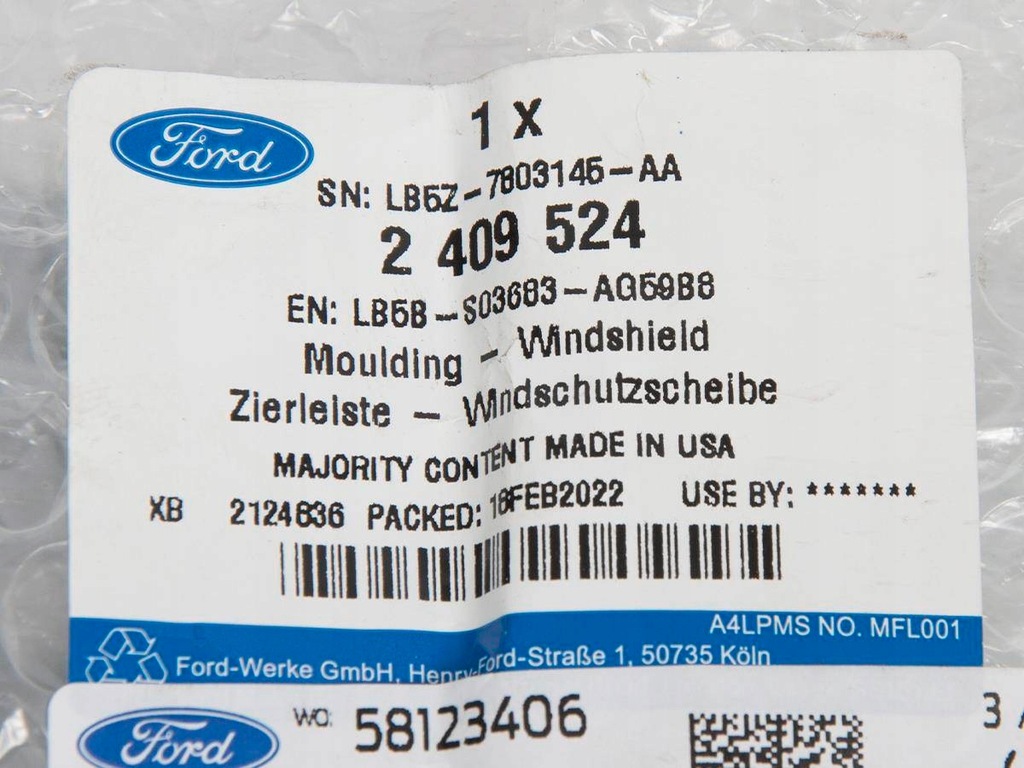 Ford
1 X
SN: LB5Z-7803145-AA
2 409 524
EN: LB5B-S03683-AG59B8
Moulding - Windshield
Zierleiste - Windschutzscheibe
MAJORITY CONTENT MADE IN USA
XB 2124636 PACKED: 16FEB2022 USE BY: *******
A4LPMS NO. MFL001
Ford-Werke GmbH, Henry-Ford-Straße 1, 50735 Köln
Ford WO: 58123406 3